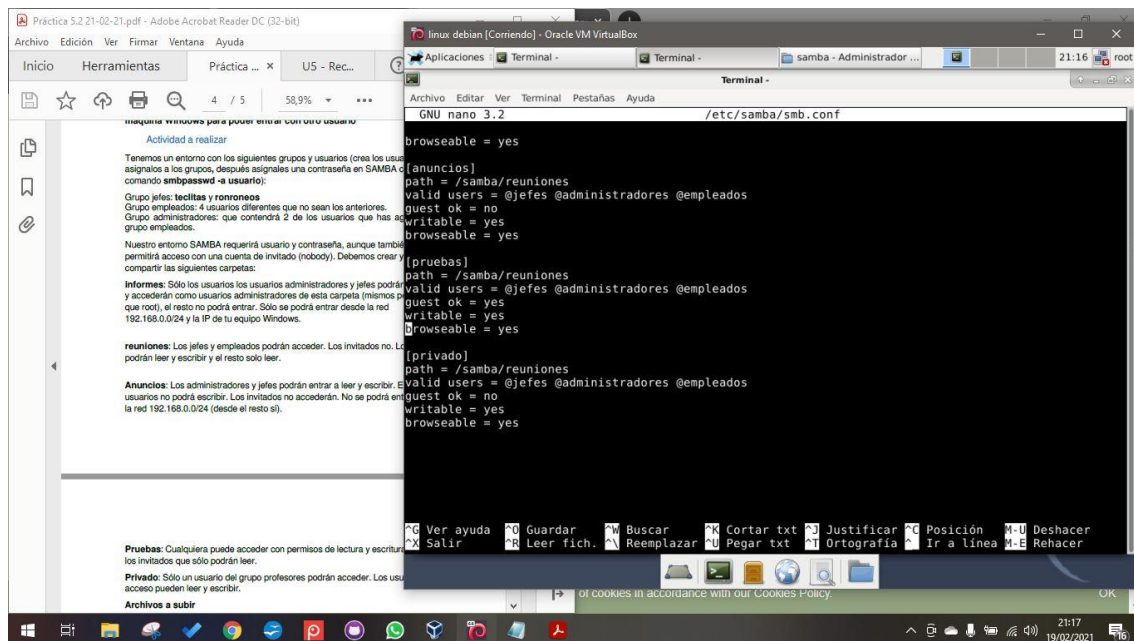 Práctica 5.2 21-02-21.pdf - Adobe Acrobat Reader DC (32-bit)
Archivo Edición Ver Firmar Ventana Ayuda
Inicio Herramientas Práctica ... × U5 - Rec...
4 / 5 58,9%
máquina Windows para poder entrar con otro usuario
Actividad a realizar
Tenemos un entorno con los siguientes grupos y usuarios (crea los usua
asígnalos a los grupos, después asígnales una contraseña en SAMBA c
comando smbpasswd -a usuario):
Grupo jefes: teclitas y ronroneos
Grupo empleados: 4 usuarios diferentes que no sean los anteriores.
Grupo administradores: que contendrá 2 de los usuarios que has ag
grupo empleados.
Nuestro entorno SAMBA requerirá usuario y contraseña, aunque tambié
permitirá acceso con una cuenta de invitado (nobody). Debemos crear y
compartir las siguientes carpetas:
Informes: Sólo los usuarios los usuarios administradores y jefes podrár
y accederán como usuarios administradores de esta carpeta (mismos p
que root), el resto no podrá entrar. Sólo se podrá entrar desde la red
192.168.0.0/24 y la IP de tu equipo Windows.
reuniones: Los jefes y empleados podrán acceder. Los invitados no. Lo
podrán leer y escribir y el resto solo leer.
Anuncios: Los administradores y jefes podrán entrar a leer y escribir. E
usuarios no podrá escribir. Los invitados no accederán. No se podrá ent
la red 192.168.0.0/24 (desde el resto sí).
Pruebas: Cualquiera puede acceder con permisos de lectura y escritura
los invitados que sólo podrán leer.
Privado: Sólo un usuario del grupo profesores podrán acceder. Los usu
acceso pueden leer y escribir.
Archivos a subir
linux debian [Corriendo] - Oracle VM VirtualBox
Aplicaciones Terminal - Terminal - samba - Administrador ... 21:16 root
Terminal -
Archivo Editar Ver Terminal Pestañas Ayuda
GNU nano 3.2 /etc/samba/smb.conf
browseable = yes
[anuncios]
path = /samba/reuniones
valid users = @jefes @administradores @empleados
guest ok = no
writable = yes
browseable = yes
[pruebas]
path = /samba/reuniones
valid users = @jefes @administradores @empleados
guest ok = yes
writable = yes
browseable = yes
[privado]
path = /samba/reuniones
valid users = @jefes @administradores @empleados
guest ok = no
writable = yes
browseable = yes
^G Ver ayuda ^O Guardar ^W Buscar ^K Cortar txt ^J Justificar ^C Posición M-U Deshacer
^X Salir ^R Leer fich. ^\ Reemplazar ^U Pegar txt ^T Ortografía ^_ Ir a línea M-E Rehacer
of cookies in accordance with our Cookies Policy. OK
21:17
19/02/2021
16